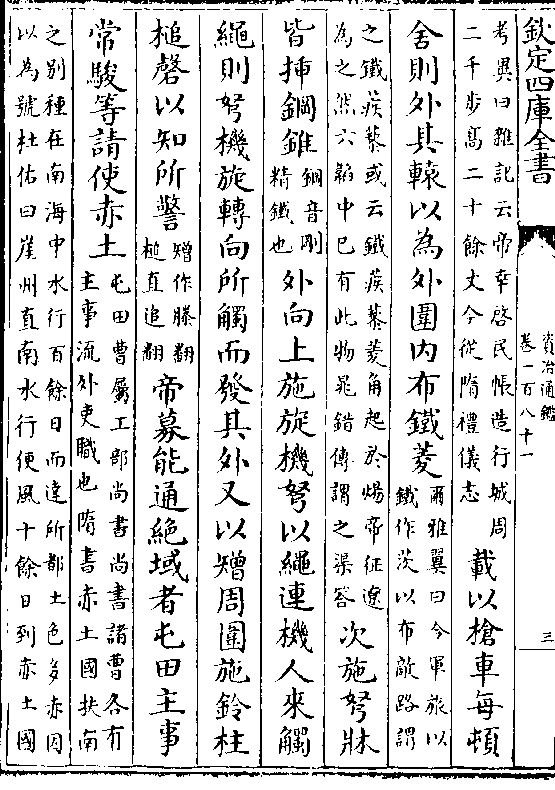 欽定四庫全書
資治通鑑
卷一百八十一
三
考異曰雜記云帝幸啓民帳造行城周
二千步高二十餘丈今從隋禮儀志
載以槍車每頓
舍則外其轅以為外圍内布鐵菱
爾雅翼曰今軍旅以
鐵作茨以布敵路謂
之鐵蒺藜或云鐵蒺藜菱角起於煬帝征遼
為之然六韜中已有此物鼂錯傳謂之渠答
次施弩牀
皆插鋼錐
鋼音剛
精鐵也
外向上施旋機弩以繩連機人來觸
繩則弩機旋轉向所觸而發其外又以矰周圍施鈴柱
槌磬以知所警
矰作滕翻
槌直追翻
帝募能通絶域者屯田主事
常駿等請使赤土
屯田曹屬工部尚書尚書諸曹各有
主事流外吏職也隋書赤土國扶南
之别種在南海中水行百餘日而達所都土色多赤因
以為號杜佑曰崖州直南水行便風十餘日到赤土國